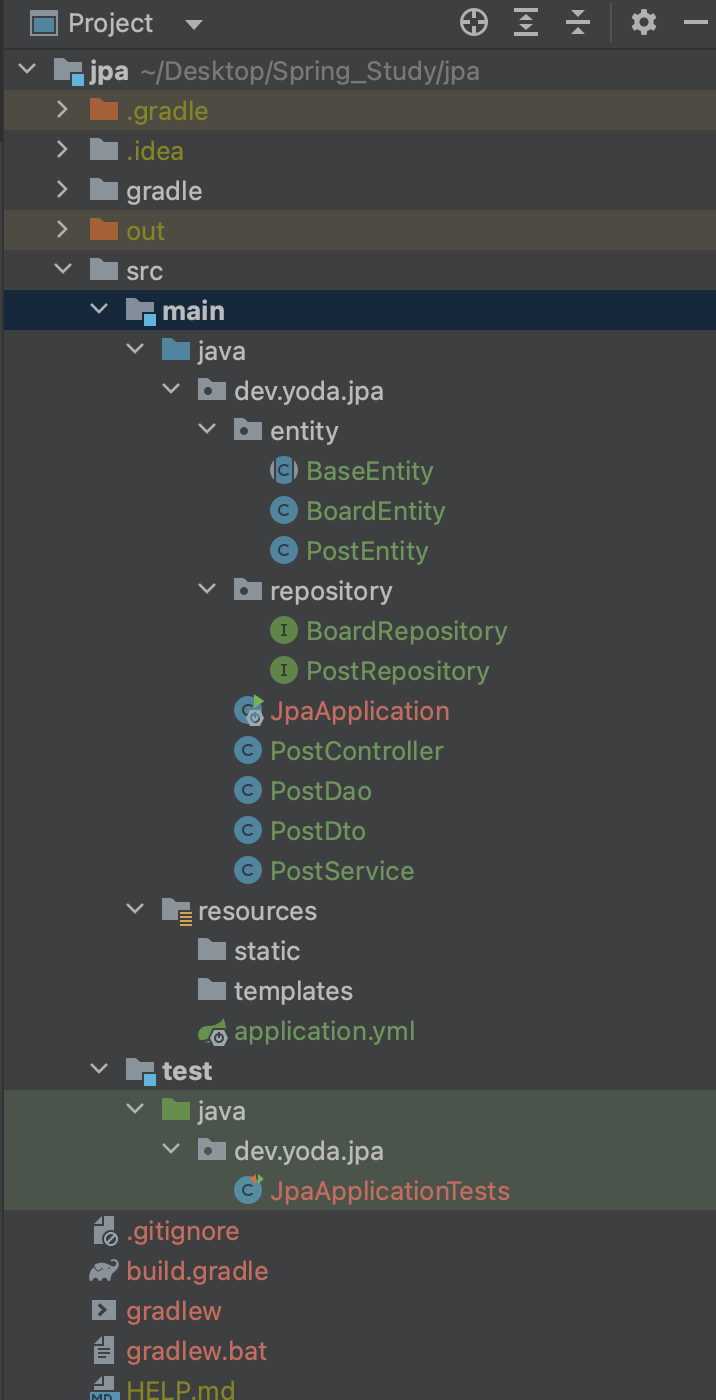 Project
jpa ~/Desktop/Spring_Study/jpa
.gradle
.idea
gradle
out
src
main
java
dev.yoda.jpa
entity
BaseEntity
BoardEntity
PostEntity
repository
BoardRepository
PostRepository
JpaApplication
PostController
PostDao
PostDto
PostService
resources
static
templates
application.yml
test
java
dev.yoda.jpa
JpaApplicationTests
.gitignore
build.gradle
gradlew
gradlew.bat
HELP.md